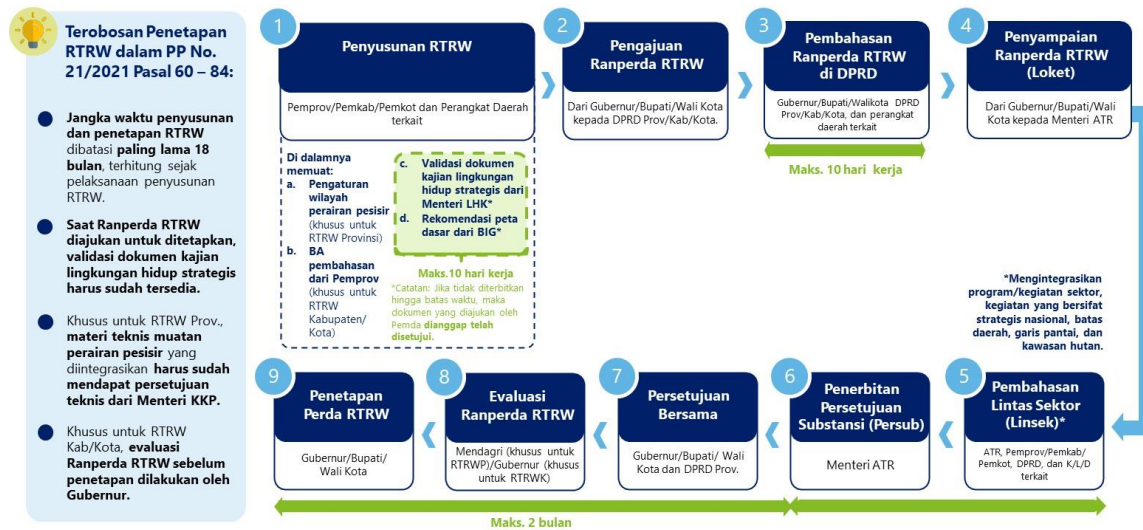 Terobosan Penetapan
RTRW dalam PP No.
21/2021 Pasal 60 – 84:
Jangka waktu penyusunan
dan penetapan RTRW
dibatasi paling lama 18
bulan, terhitung sejak
pelaksanaan penyusunan
RTRW.
Saat Ranperda RTRW
diajukan untuk ditetapkan,
validasi dokumen kajian
lingkungan hidup strategis
harus sudah tersedia.
Khusus untuk RTRW Prov.,
materi teknis muatan
perairan pesisir yang
diintegrasikan harus sudah
mendapat persetujuan
teknis dari Menteri KKP.
Khusus untuk RTRW
Kab/Kota, evaluasi
Ranperda RTRW sebelum
penetapan dilakukan oleh
Gubernur.
1
Penyusunan RTRW
Pemprov/Pemkab/Pemkot dan Perangkat Daerah
terkait
Di dalamnya
memuat:
a. Pengaturan
wilayah
perairan pesisir
(khusus untuk
RTRW Provinsi)
b. BA
pembahasan
dari Pemprov
(khusus untuk
RTRW
Kabupaten/
Kota)
c. Validasi dokumen
kajian lingkungan
hidup strategis dari
Menteri LHK*
d. Rekomendasi peta
dasar dari BIG*
Maks.10 hari kerja
*Catatan: Jika tidak diterbitkan
hingga batas waktu, maka
dokumen yang diajukan oleh
Pemda dianggap telah
disetujui.
2
Pengajuan
Ranperda RTRW
Dari Gubernur/Bupati/Wali Kota
kepada DPRD Prov/Kab/Kota.
3
Pembahasan
Ranperda RTRW
di DPRD
Gubernur/Bupati/Walikota DPRD
Prov/Kab/Kota, dan perangkat
daerah terkait
Maks. 10 hari kerja
4
Penyampaian
Ranperda RTRW
(Loket)
Dari Gubernur/Bupati/Wali
Kota kepada Menteri ATR
*Mengintegrasikan
program/kegiatan sektor,
kegiatan yang bersifat
strategis nasional, batas
daerah, garis pantai, dan
kawasan hutan.
5
Pembahasan
Lintas Sektor
(Linsek)*
ATR, Pemprov/Pemkab/
Pemkot, DPRD, dan K/L/D
terkait
6
Penerbitan
Persetujuan
Substansi (Persub)
Menteri ATR
7
Persetujuan
Bersama
Gubernur/Bupati/ Wali
Kota dan DPRD Prov.
8
Evaluasi
Ranperda RTRW
Mendagri (khusus untuk
RTRWP)/Gubernur (khusus
untuk RTRWK)
9
Penetapan
Perda RTRW
Gubernur/Bupati/
Wali Kota
Maks. 2 bulan